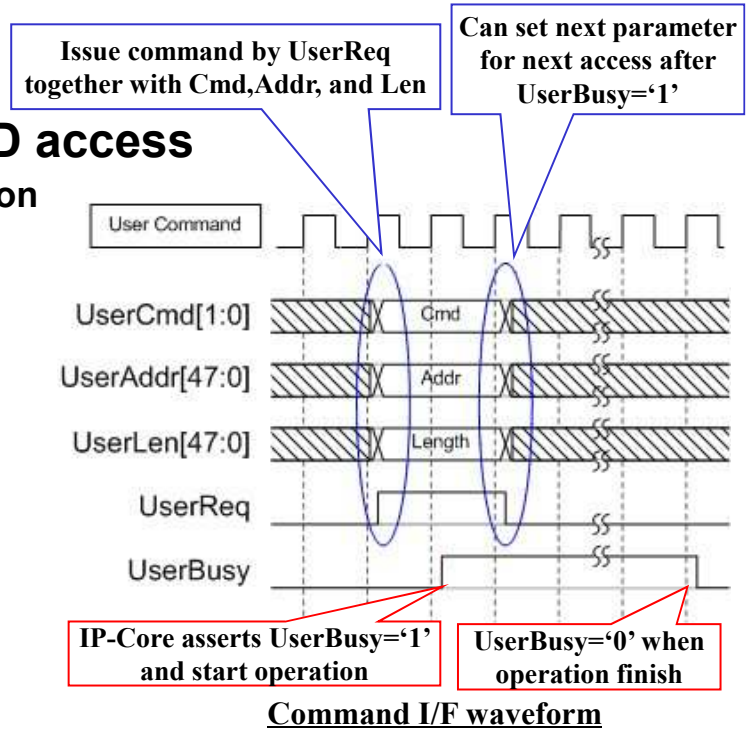 Issue command by UserReq
together with Cmd,Addr, and Len
Can set next parameter
for next access after
UserBusy=‘1’
D access
on
User Command
UserCmd[1:0]
Cmd
UserAddr[47:0]
Addr
UserLen[47:0]
Length
UserReq
UserBusy
IP-Core asserts UserBusy=‘1’
and start operation
UserBusy=‘0’ when
operation finish
Command I/F waveform